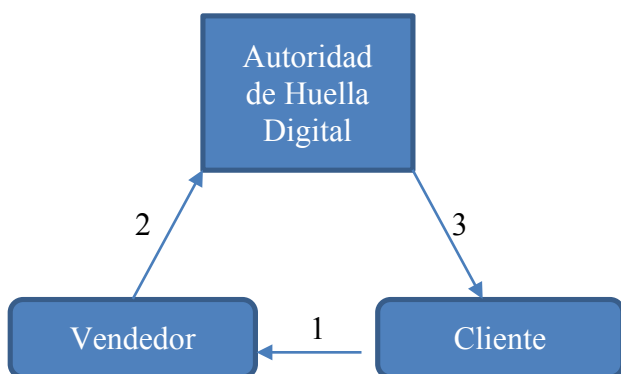 Autoridad
de Huella
Digital
2
3
Vendedor
1
Cliente